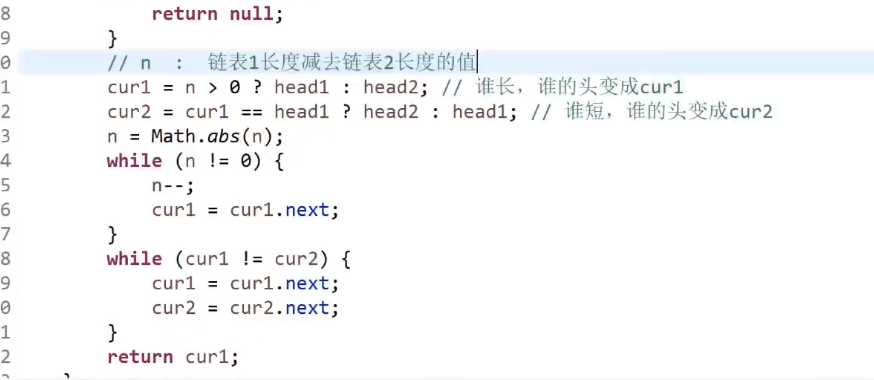 8 return null;
9 }
0 // n : 链表1长度减去链表2长度的值
1 cur1 = n > 0 ? head1 : head2; // 谁长，谁的头变成cur1
2 cur2 = cur1 == head1 ? head2 : head1; // 谁短，谁的头变成cur2
3 n = Math.abs(n);
4 while (n != 0) {
5 n--;
6 cur1 = cur1.next;
7 }
8 while (cur1 != cur2) {
9 cur1 = cur1.next;
0 cur2 = cur2.next;
1 }
2 return cur1;